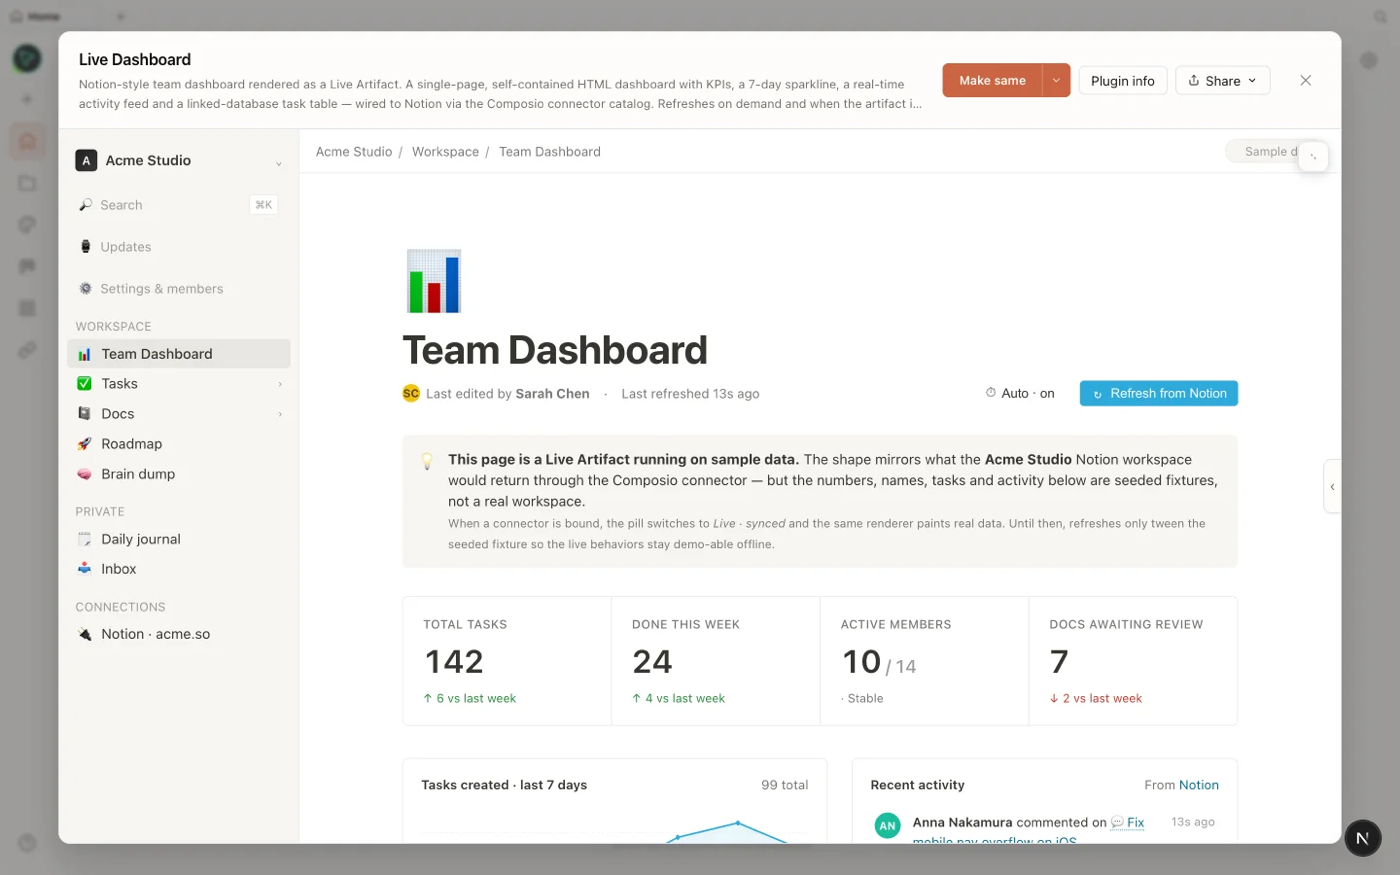 Home
Live Dashboard
Notion-style team dashboard rendered as a Live Artifact. A single-page, self-contained HTML dashboard with KPIs, a 7-day sparkline, a real-time
activity feed and a linked-database task table — wired to Notion via the Composio connector catalog. Refreshes on demand and when the artifact i...
Make same
Plugin info
Share
A Acme Studio
Search ⌘K
Updates
Settings & members
WORKSPACE
Team Dashboard
Tasks
Docs
Roadmap
Brain dump
PRIVATE
Daily journal
Inbox
CONNECTIONS
Notion · acme.so
Acme Studio / Workspace / Team Dashboard
Sample d
Team Dashboard
SC Last edited by Sarah Chen · Last refreshed 13s ago
Auto · on
↻ Refresh from Notion
This page is a Live Artifact running on sample data. The shape mirrors what the Acme Studio Notion workspace
would return through the Composio connector — but the numbers, names, tasks and activity below are seeded fixtures,
not a real workspace.
When a connector is bound, the pill switches to Live · synced and the same renderer paints real data. Until then, refreshes only tween the
seeded fixture so the live behaviors stay demo-able offline.
TOTAL TASKS
142
↑ 6 vs last week
DONE THIS WEEK
24
↑ 4 vs last week
ACTIVE MEMBERS
10 / 14
· Stable
DOCS AWAITING REVIEW
7
↓ 2 vs last week
Tasks created · last 7 days 99 total
Recent activity From Notion
AN Anna Nakamura commented on 💬 Fix 13s ago
mobile nav overflow on iOS
N